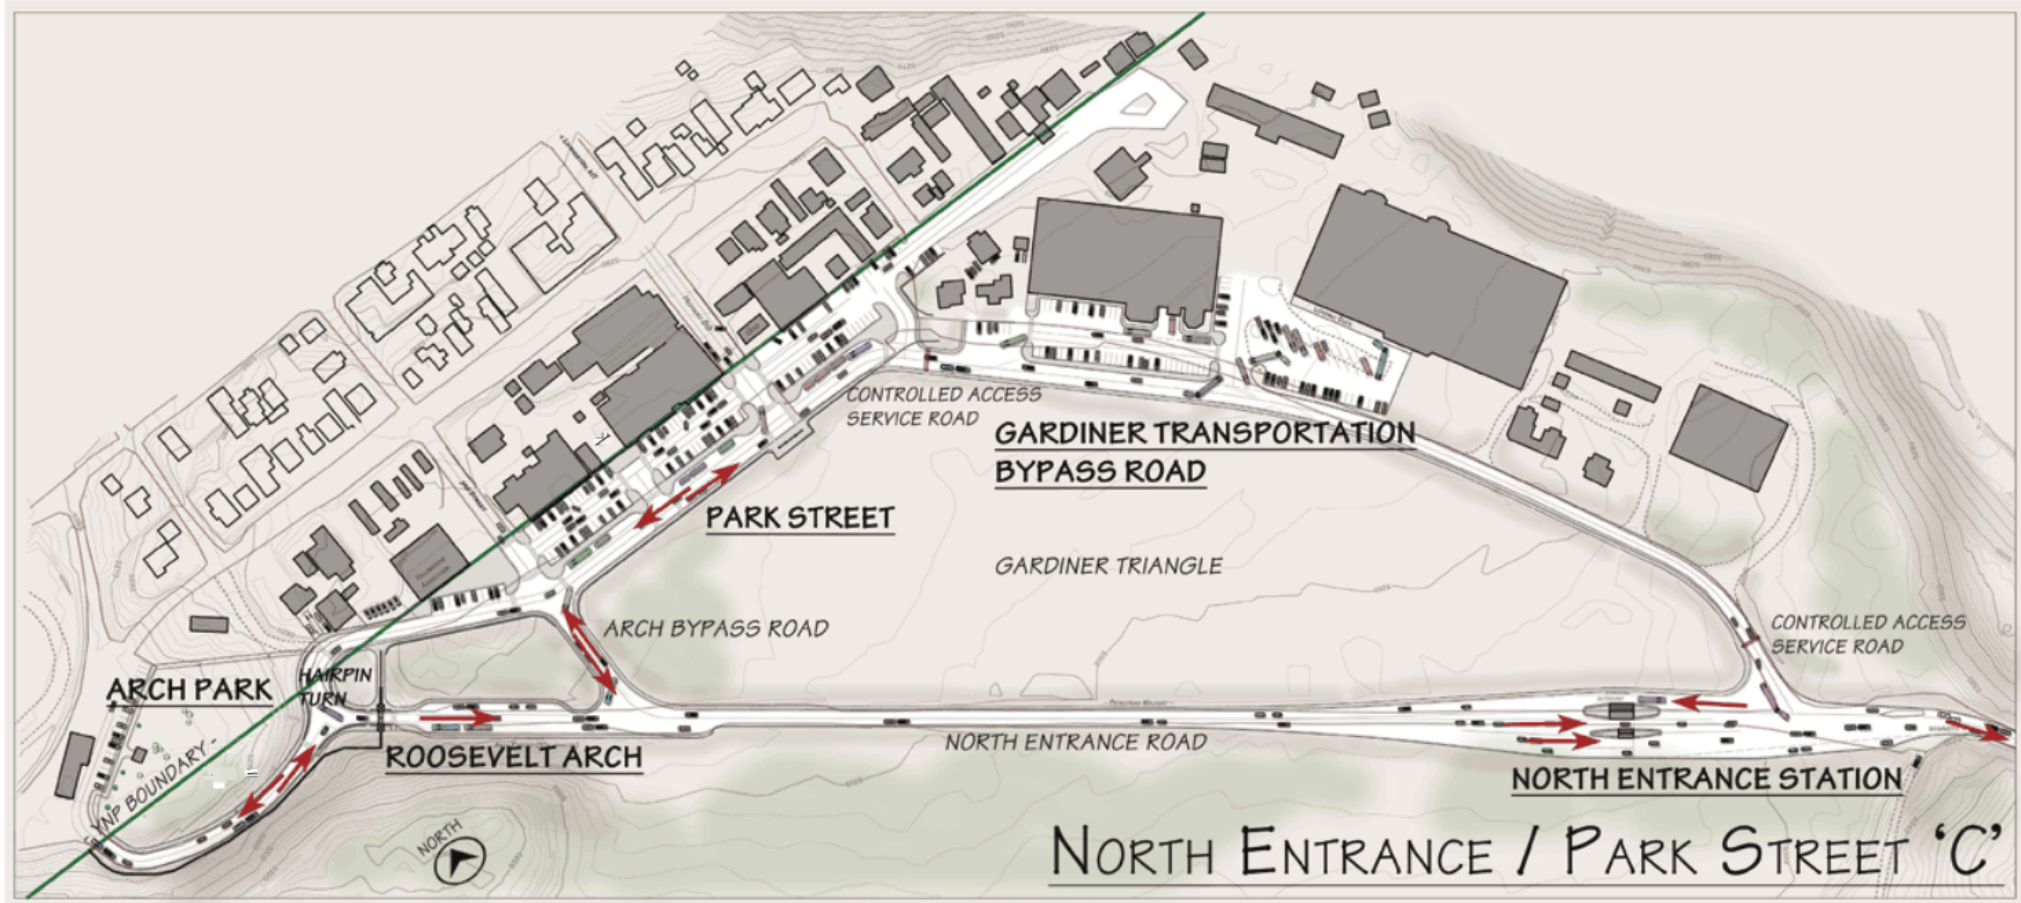 CONTROLLED ACCESS
SERVICE ROAD
GARDINER TRANSPORTATION
BYPASS ROAD
PARK STREET
GARDINER TRIANGLE
ARCH BYPASS ROAD
CONTROLLED ACCESS
SERVICE ROAD
HAIRPIN
TURN
ARCH PARK
ROOSEVELT ARCH
NORTH ENTRANCE ROAD
NORTH ENTRANCE STATION
YNP BOUNDARY -
NORTH
NORTH ENTRANCE / PARK STREET 'C'